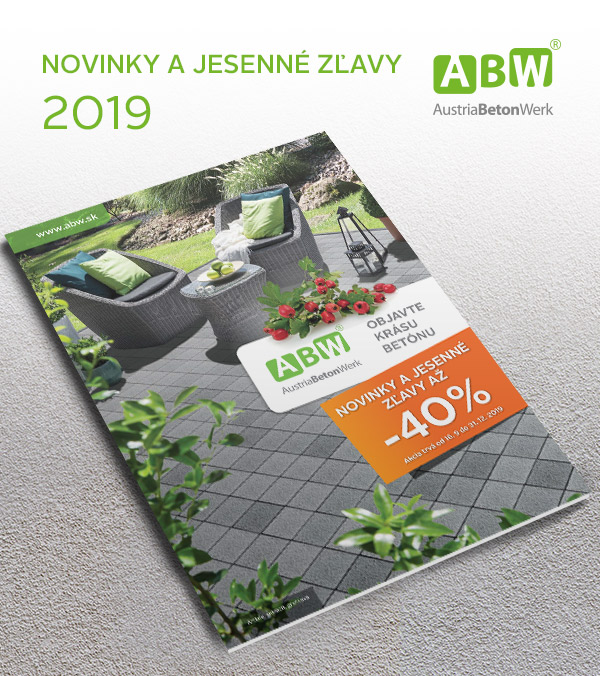 NOVINKY A JESENNÉ ZĽAVY
2019
ABW®
AustriaBetonWerk
www.abw.sk
ABW®
AustriaBetonWerk
OBJAVTE
KRÁSU
BETÓNU
NOVINKY A JESENNÉ
ZĽAVY AŽ
-40%
Akcia trvá od 16. 9. do 31. 12. 2019